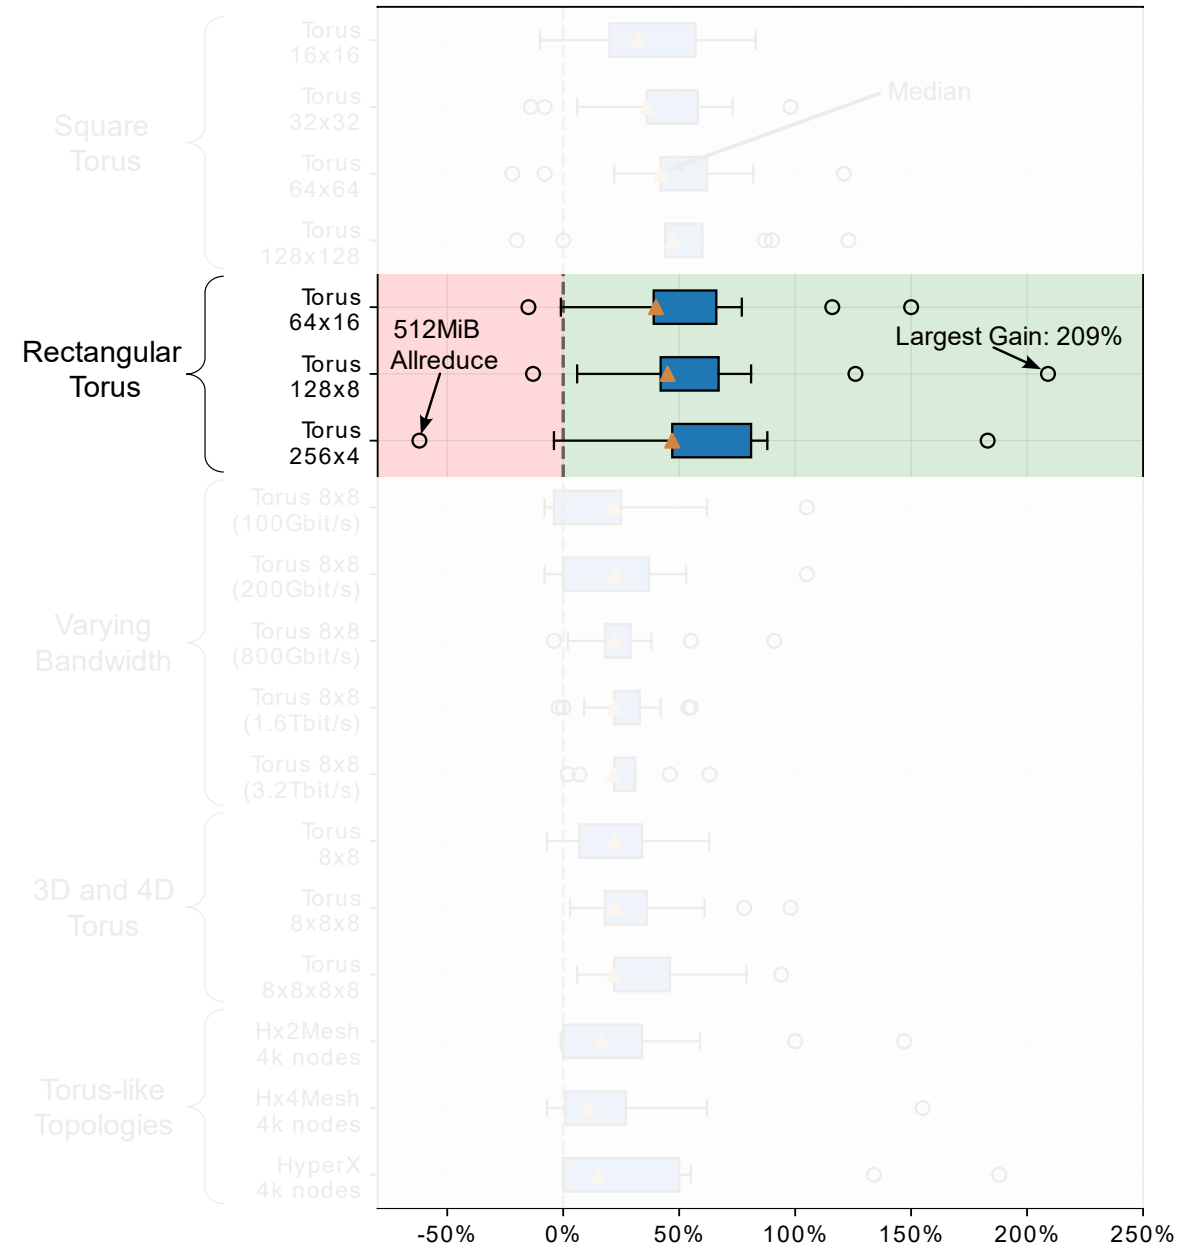 Torus
16x16
Torus
32x32
Median
Square
Torus
Torus
64x64
Torus
128x128
Torus
64x16
512MiB
Allreduce
Largest Gain: 209%
Rectangular
Torus
Torus
128x8
Torus
256x4
Torus 8x8
(100Gbit/s)
Torus 8x8
(200Gbit/s)
Varying
Bandwidth
Torus 8x8
(800Gbit/s)
Torus 8x8
(1.6Tbit/s)
Torus 8x8
(3.2Tbit/s)
Torus
8x8
3D and 4D
Torus
Torus
8x8x8
Torus
8x8x8x8
Hx2Mesh
4k nodes
Torus-like
Topologies
Hx4Mesh
4k nodes
HyperX
4k nodes
-50% 0% 50% 100% 150% 200% 250%